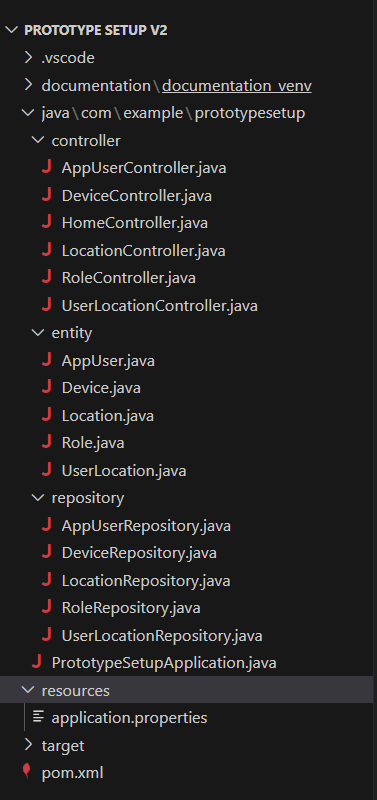 PROTOTYPE SETUP V2
.vscode
documentation\documentation_venv
java\com\example\prototypesetup
controller
AppUserController.java
DeviceController.java
HomeController.java
LocationController.java
RoleController.java
UserLocationController.java
entity
AppUser.java
Device.java
Location.java
Role.java
UserLocation.java
repository
AppUserRepository.java
DeviceRepository.java
LocationRepository.java
RoleRepository.java
UserLocationRepository.java
PrototypeSetupApplication.java
resources
application.properties
target
pom.xml